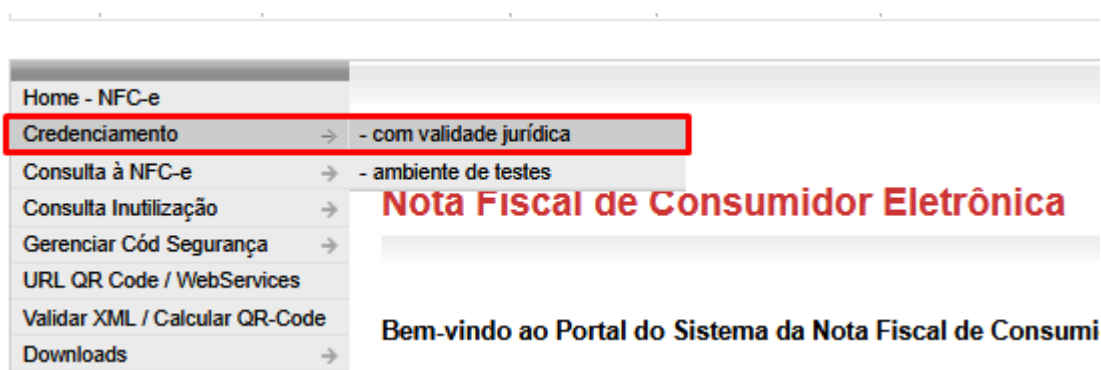 Home - NFC-e
Credenciamento
- com validade jurídica
Consulta à NFC-e
- ambiente de testes
Consulta Inutilização
Nota Fiscal de Consumidor Eletrônica
Gerenciar Cód Segurança
URL QR Code / WebServices
Validar XML / Calcular QR-Code
Bem-vindo ao Portal do Sistema da Nota Fiscal de Consumi
Downloads